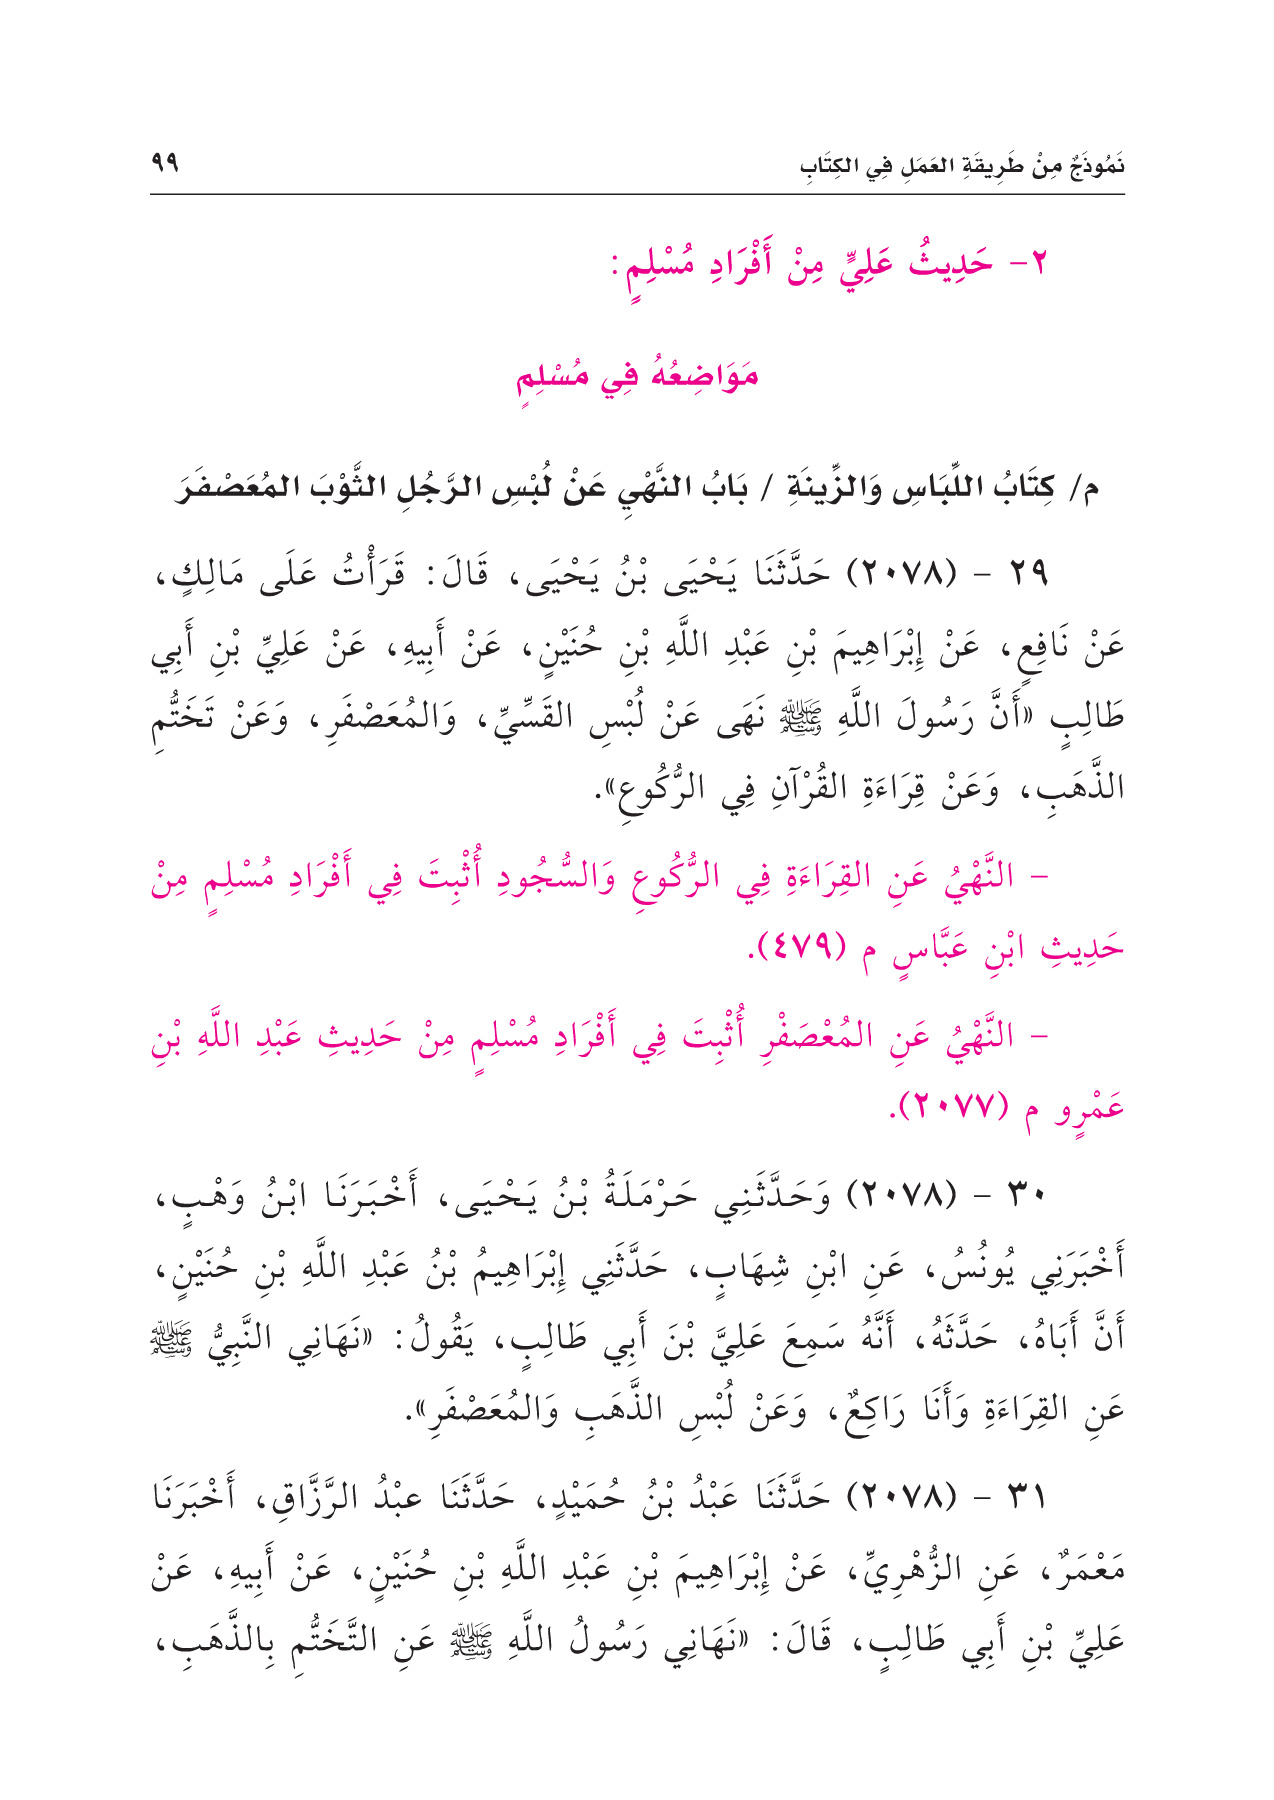 نَمُوذَجٌ مِنْ طَرِيقَةِ العَمَلِ فِي الكِتَابِ ٩٩
٢- حَدِيثُ عَلِيٍّ مِنْ أَفْرَادِ مُسْلِمٍ:
مَوَاضِعُهُ فِي مُسْلِمٍ
م/ كِتَابُ اللِّبَاسِ وَالزِّينَةِ / بَابُ النَّهْيِ عَنْ لُبْسِ الرَّجُلِ الثَّوْبَ المُعَصْفَرَ
٢٩ - (٢٠٧٨) حَدَّثَنَا يَحْيَى بْنُ يَحْيَى، قَالَ: قَرَأْتُ عَلَى مَالِكٍ،
عَنْ نَافِعٍ، عَنْ إِبْرَاهِيمَ بْنِ عَبْدِ اللَّهِ بْنِ حُنَيْنٍ، عَنْ أَبِيهِ، عَنْ عَلِيِّ بْنِ أَبِي
طَالِبٍ «أَنَّ رَسُولَ اللَّهِ ﷺ نَهَى عَنْ لُبْسِ القَسِّيِّ، وَالمُعَصْفَرِ، وَعَنْ تَخَتُّمِ
الذَّهَبِ، وَعَنْ قِرَاءَةِ القُرْآنِ فِي الرُّكُوعِ».
- النَّهْيُ عَنِ القِرَاءَةِ فِي الرُّكُوعِ وَالسُّجُودِ أُثْبِتَ فِي أَفْرَادِ مُسْلِمٍ مِنْ
حَدِيثِ ابْنِ عَبَّاسٍ م (٤٧٩).
- النَّهْيُ عَنِ المُعْصَفْرِ أُثْبِتَ فِي أَفْرَادِ مُسْلِمٍ مِنْ حَدِيثِ عَبْدِ اللَّهِ بْنِ
عَمْرٍو م (٢٠٧٧).
٣٠ - (٢٠٧٨) وَحَدَّثَنِي حَرْمَلَةُ بْنُ يَحْيَى، أَخْبَرَنَا ابْنُ وَهْبٍ،
أَخْبَرَنِي يُونُسُ، عَنِ ابْنِ شِهَابٍ، حَدَّثَنِي إِبْرَاهِيمُ بْنُ عَبْدِ اللَّهِ بْنِ حُنَيْنٍ،
أَنَّ أَبَاهُ، حَدَّثَهُ، أَنَّهُ سَمِعَ عَلِيَّ بْنَ أَبِي طَالِبٍ، يَقُولُ: «نَهَانِي النَّبِيُّ ﷺ
عَنِ القِرَاءَةِ وَأَنَا رَاكِعٌ، وَعَنْ لُبْسِ الذَّهَبِ وَالمُعَصْفَرِ».
٣١ - (٢٠٧٨) حَدَّثَنَا عَبْدُ بْنُ حُمَيْدٍ، حَدَّثَنَا عبْدُ الرَّزَّاقِ، أَخْبَرَنَا
مَعْمَرٌ، عَنِ الزُّهْرِيِّ، عَنْ إِبْرَاهِيمَ بْنِ عَبْدِ اللَّهِ بْنِ حُنَيْنٍ، عَنْ أَبِيهِ، عَنْ
عَلِيِّ بْنِ أَبِي طَالِبٍ، قَالَ: «نَهَانِي رَسُولُ اللَّهِ ﷺ عَنِ التَّخَتُّمِ بِالذَّهَبِ،